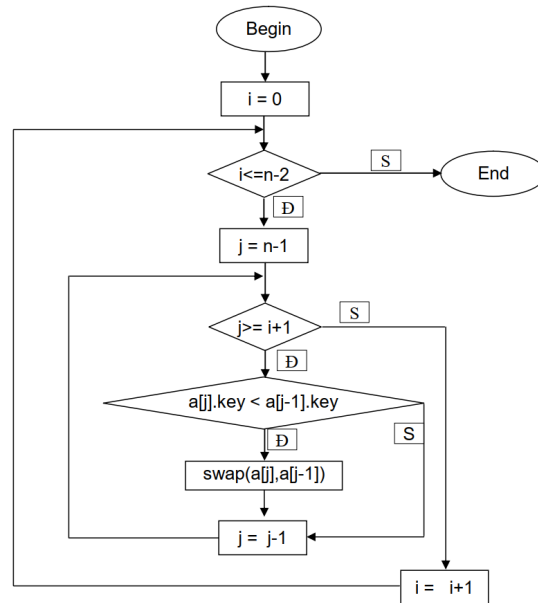 Begin
i = 0
i<=n-2
S
End
Đ
j = n-1
j>= i+1
S
Đ
a[j].key < a[j-1].key
Đ
S
swap(a[j],a[j-1])
j = j-1
i = i+1